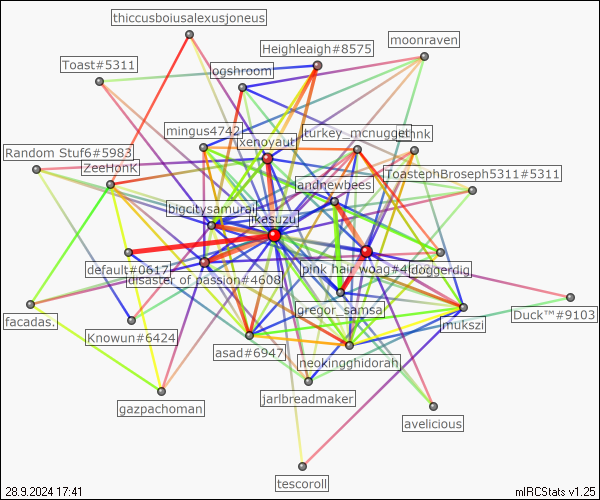 thiccusboiusalexusjoneus
moonraven
Heighleigh#8575
Toast#5311
ogshroom
mingus4742
turkey_mcnugget
xenoyaut
Random Stuf6#5983
ZeeHonK
ToastephBroseph5311#5311
andnewbees
bigcitysamurai
ikasuzu
default#0617
disaster of passion#4608
pink hair woag#4
doggerdig
gregor_samsa
facadas.
Knowun#6424
mukszi
Duck™#9103
asad#6947
neokingghidorah
gazpachoman
jarlbreadmaker
avelicious
tescoroll
28.9.2024 17:41
mIRCStats v1.25